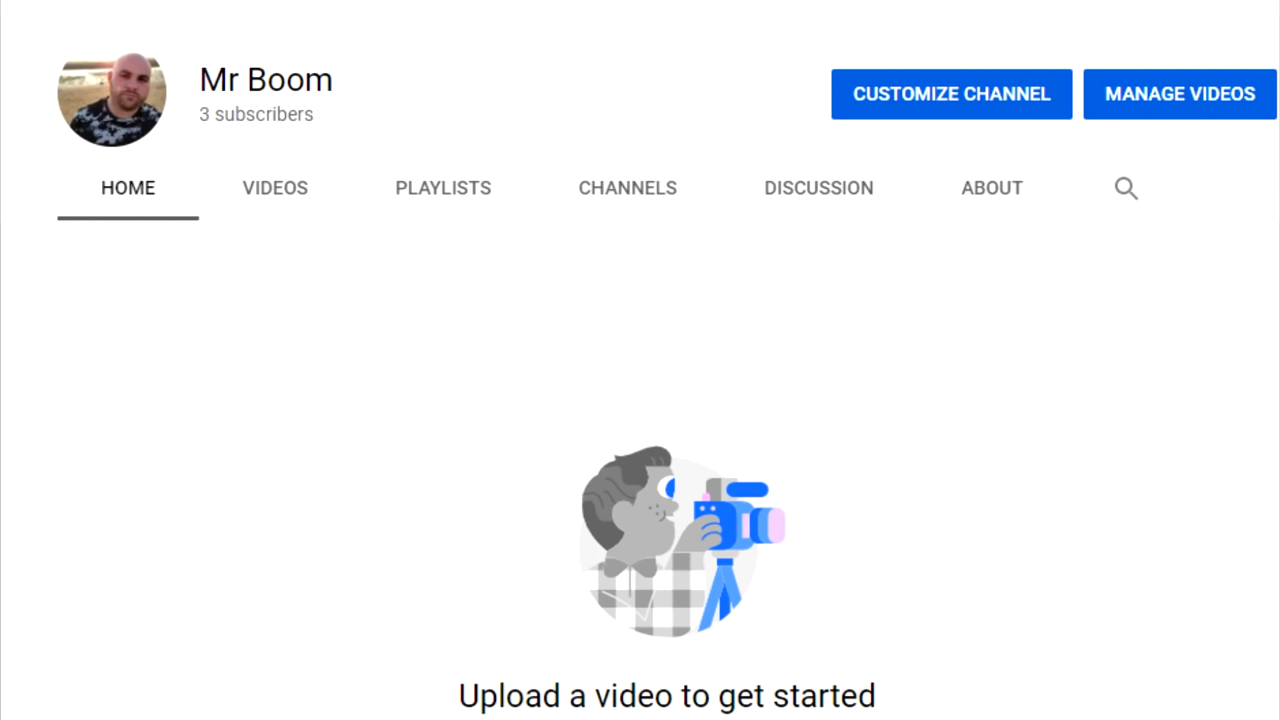 Mr Boom
3 subscribers
CUSTOMIZE CHANNEL
MANAGE VIDEOS
HOME VIDEOS PLAYLISTS CHANNELS DISCUSSION ABOUT
Upload a video to get started